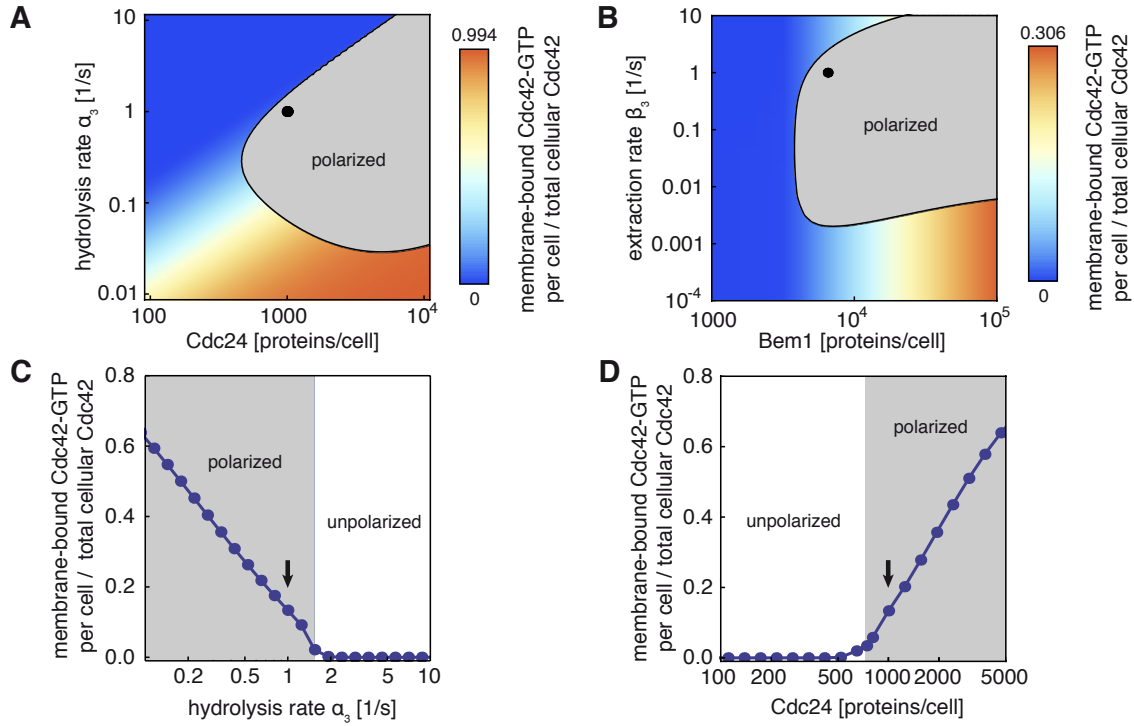 A
10
1
0.1
0.01
hydrolysis rate α₃ [1/s]
polarized
100
1000
10⁴
Cdc24 [proteins/cell]
0.994
0
membrane-bound Cdc42-GTP
per cell / total cellular Cdc42
B
10
1
0.1
0.01
0.001
10⁻⁴
extraction rate β₃ [1/s]
polarized
1000
10⁴
10⁵
Bem1 [proteins/cell]
0.306
0
membrane-bound Cdc42-GTP
per cell / total cellular Cdc42
C
0.8
0.6
0.4
0.2
0.0
membrane-bound Cdc42-GTP
per cell / total cellular Cdc42
polarized
unpolarized
0.2
0.5
1
2
5
10
hydrolysis rate α₃ [1/s]
D
0.8
0.6
0.4
0.2
0.0
membrane-bound Cdc42-GTP
per cell / total cellular Cdc42
polarized
unpolarized
100
200
500
1000
2000
5000
Cdc24 [proteins/cell]